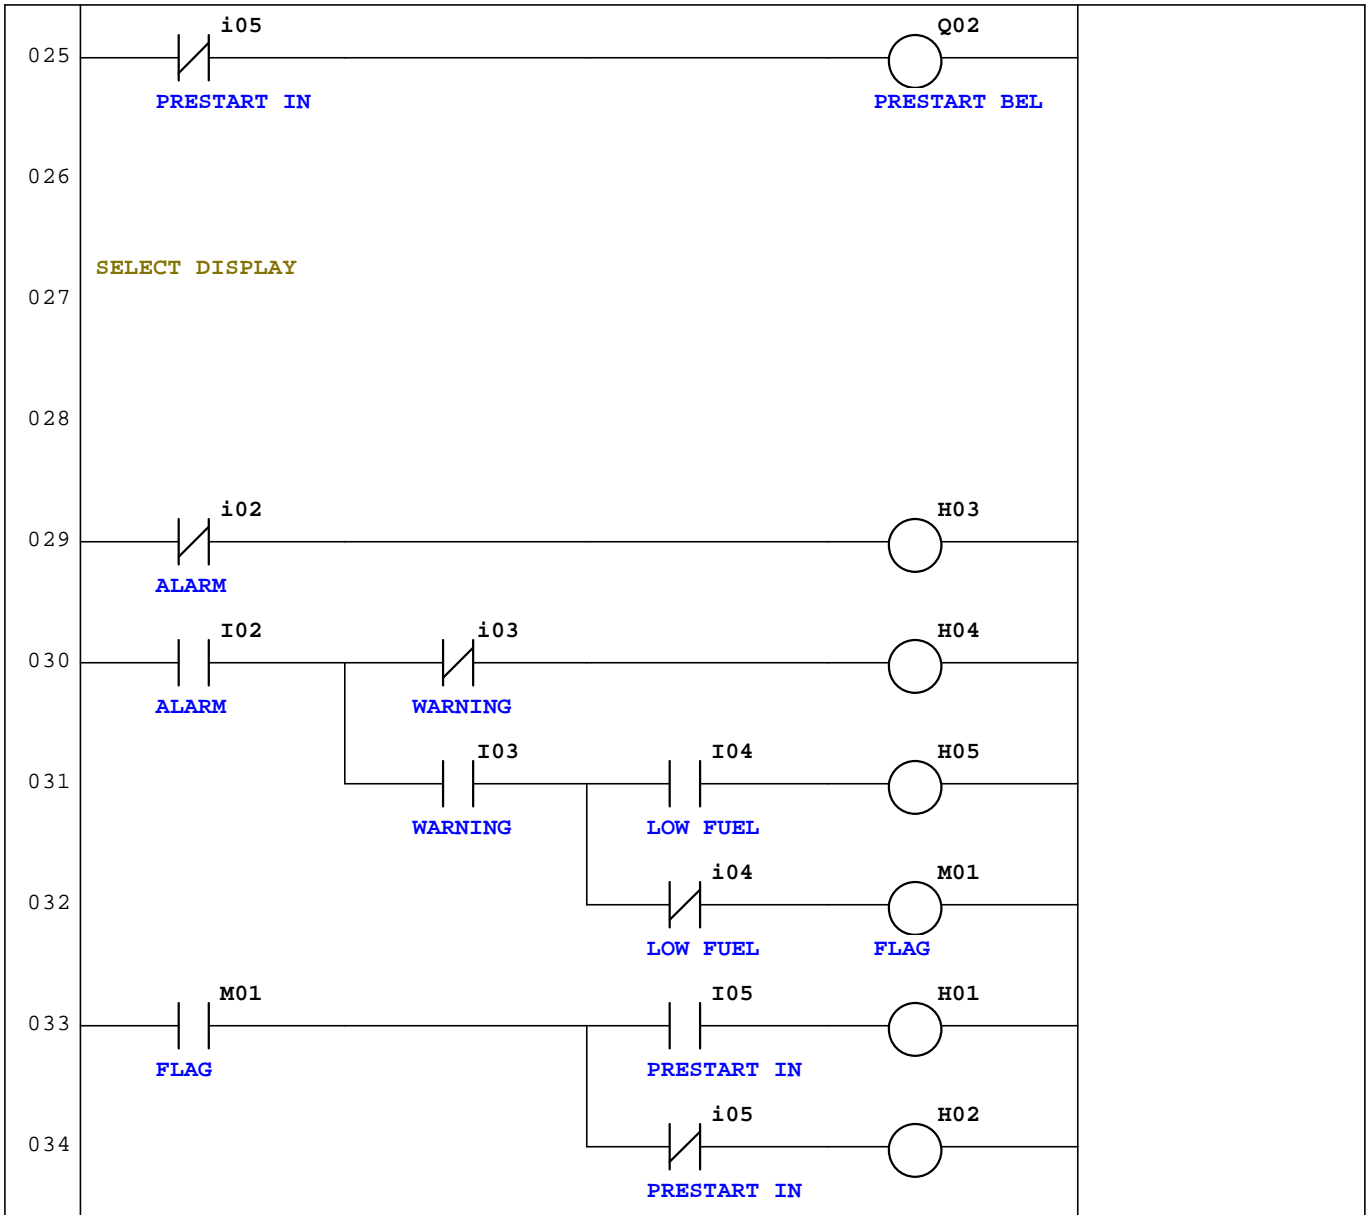 i05 Q02
025
PRESTART IN PRESTART BEL
026
SELECT DISPLAY
027
028
i02 H03
029
ALARM
I02 i03 H04
030
ALARM WARNING
I03 I04 H05
031
WARNING LOW FUEL
i04 M01
032
LOW FUEL FLAG
M01 I05 H01
033
FLAG PRESTART IN
i05 H02
034
PRESTART IN